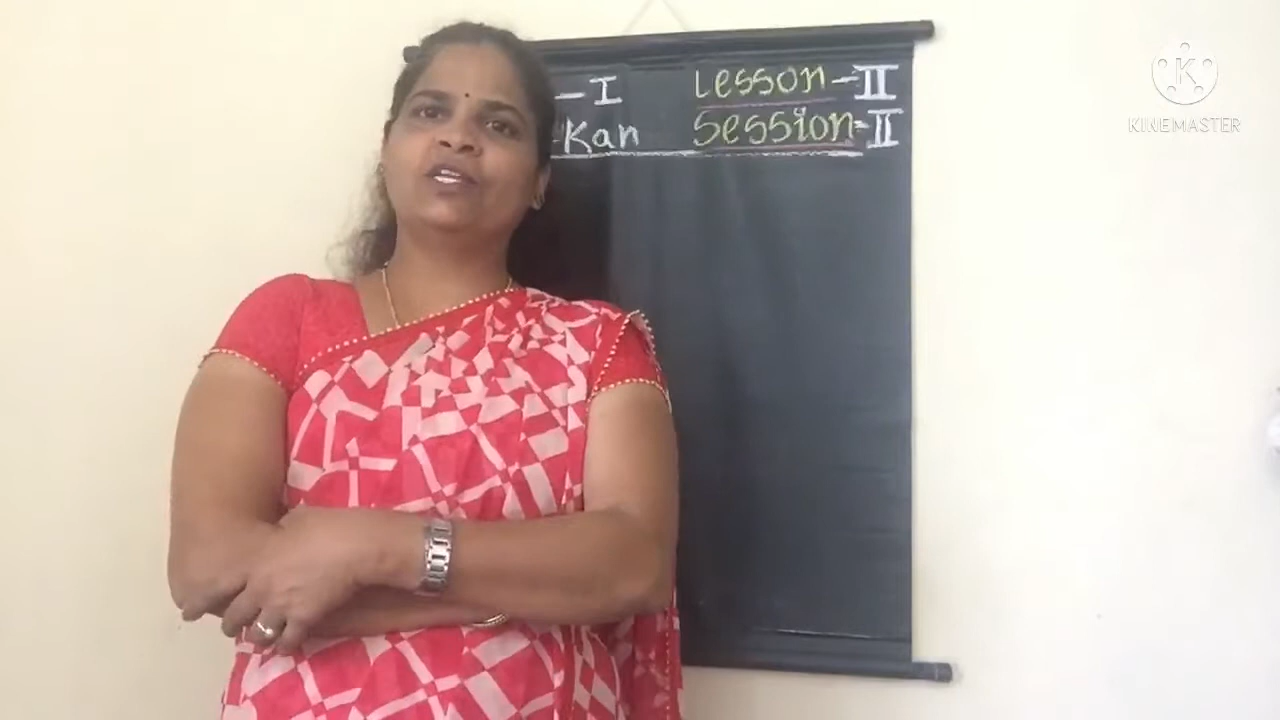 - I Lesson - II
Kan Session - II
K
KINEMASTER